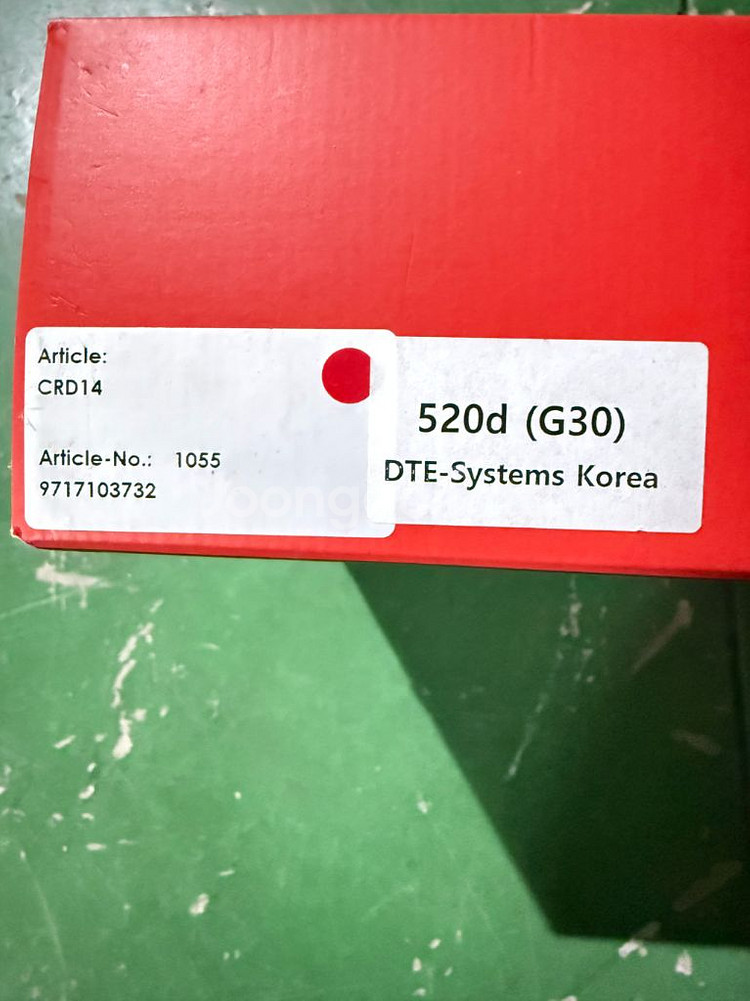 Article:
CRD14
Article-No.: 1055
9717103732
520d (G30)
DTE-Systems Korea